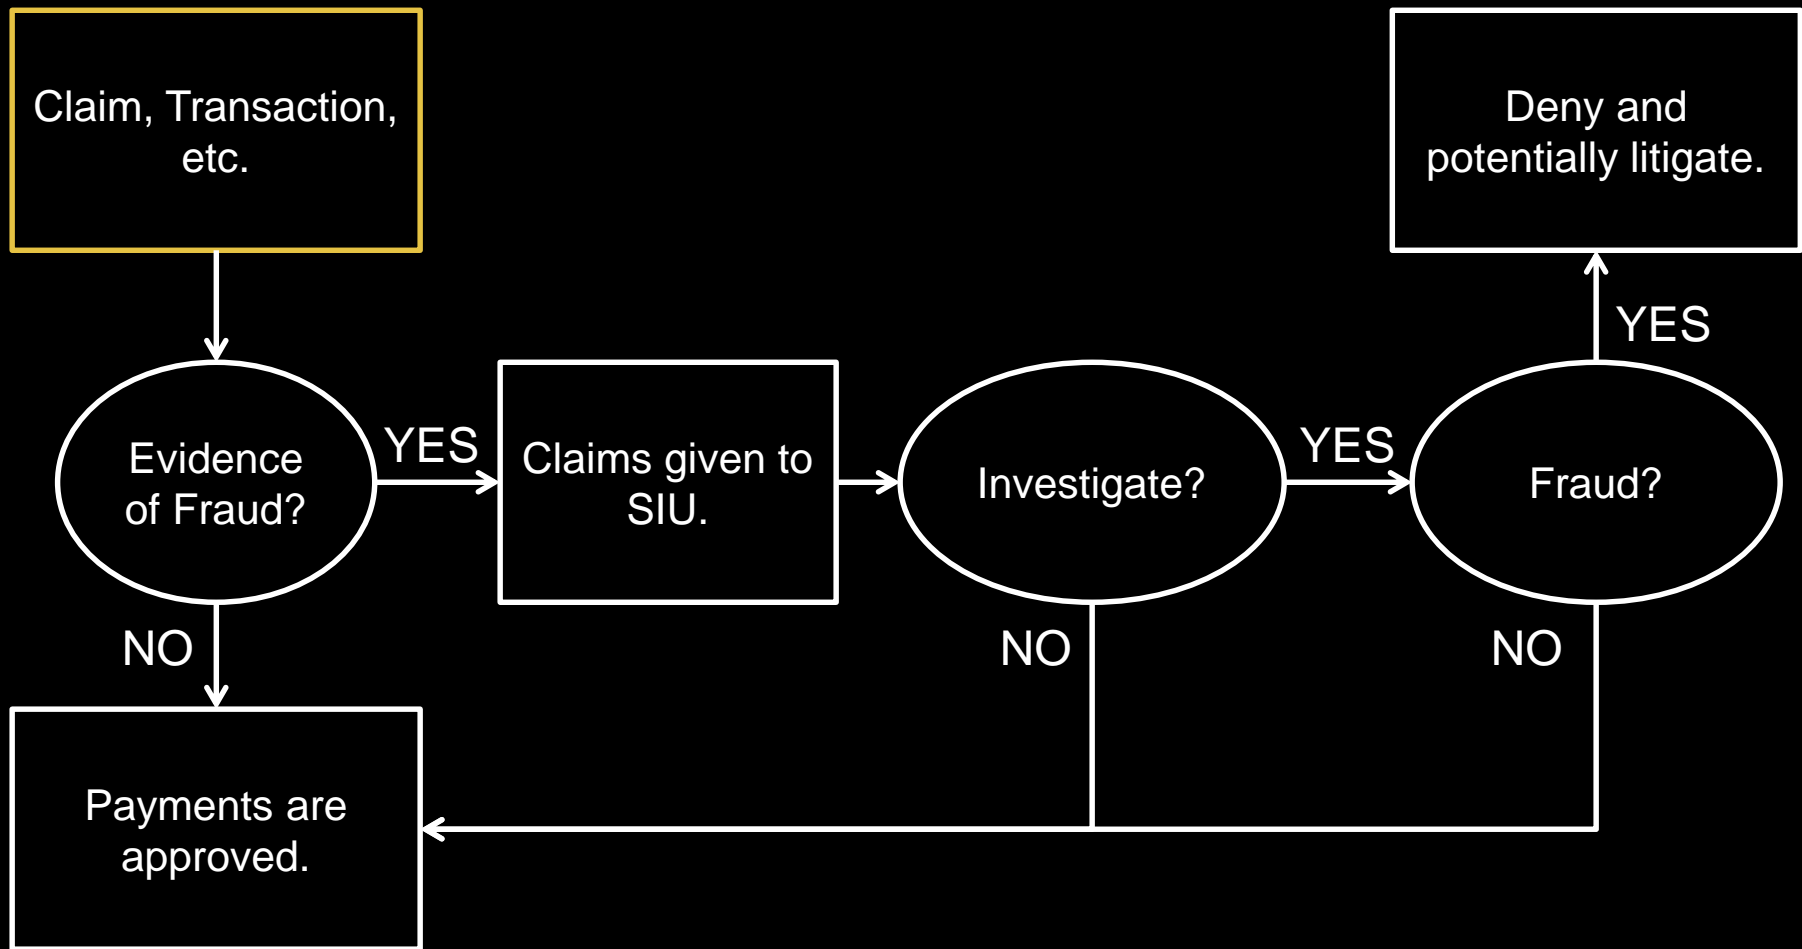 Claim, Transaction,
etc.
Deny and
potentially litigate.
YES
Evidence
of Fraud?
YES
Claims given to
SIU.
Investigate?
YES
Fraud?
NO
NO
NO
Payments are
approved.